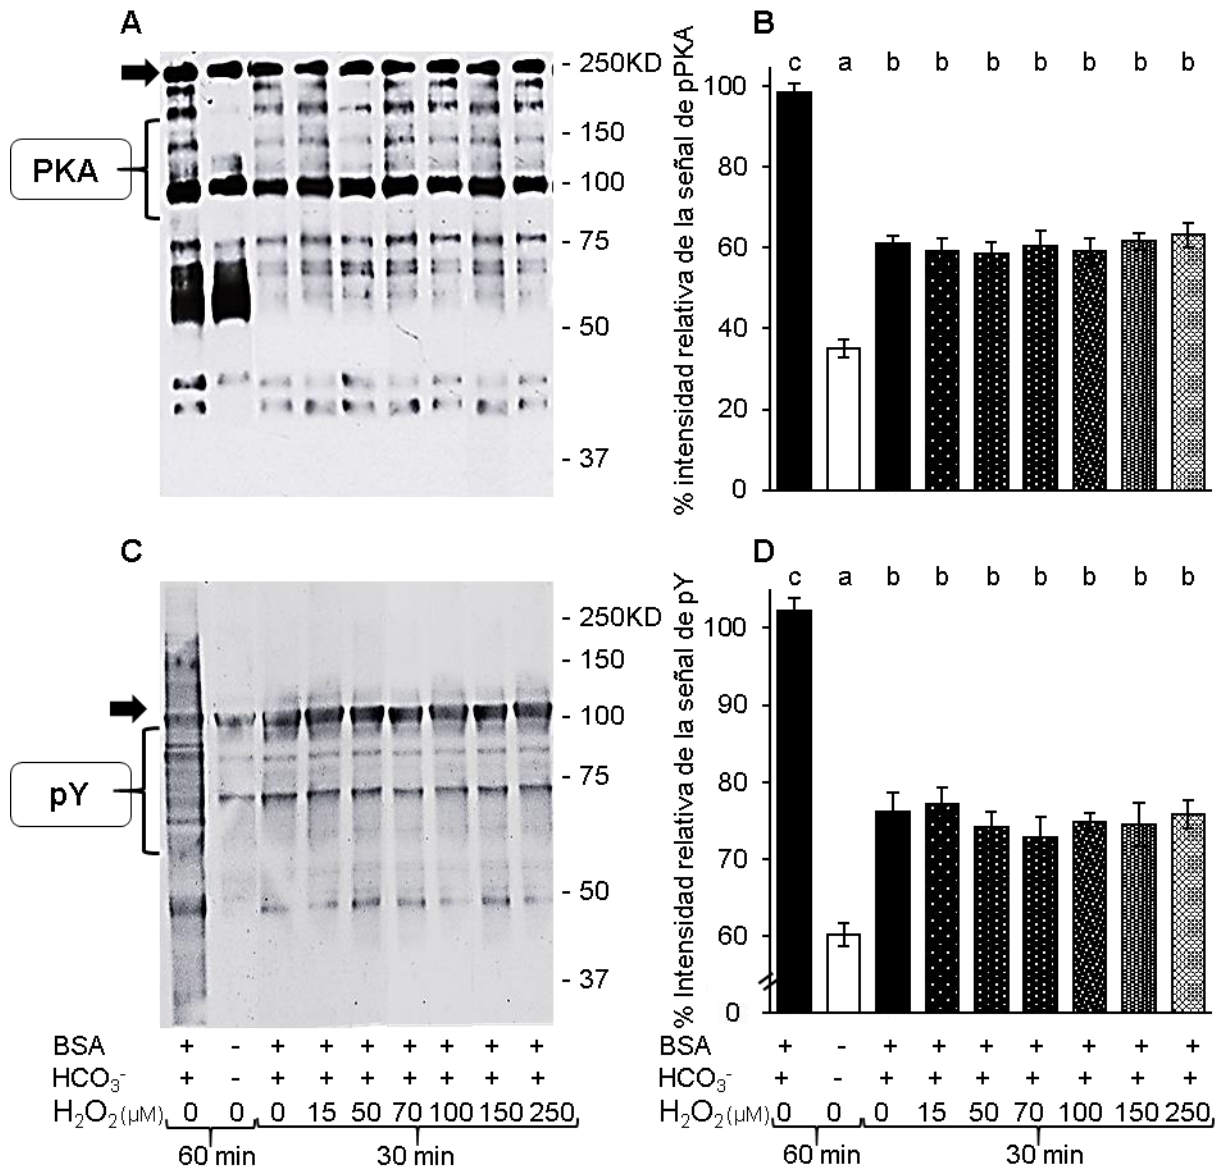 A
- 250KD
- 150
- 100
- 75
- 50
- 37
PKA
B
% intensidad relativa de la señal de pPKA
c a b b b b b b b
100
80
60
40
20
0
C
- 250KD
- 150
- 100
- 75
- 50
- 37
pY
D
% Intensidad relativa de la señal de pY
c a b b b b b b b
100
90
80
70
60
0
BSA + - + + + + + + +
HCO₃⁻ + - + + + + + + +
H₂O₂(µM) 0 0 0 15 50 70 100 150 250
60 min 30 min
BSA + - + + + + + + +
HCO₃⁻ + - + + + + + + +
H₂O₂(µM) 0 0 0 15 50 70 100 150 250
60 min 30 min